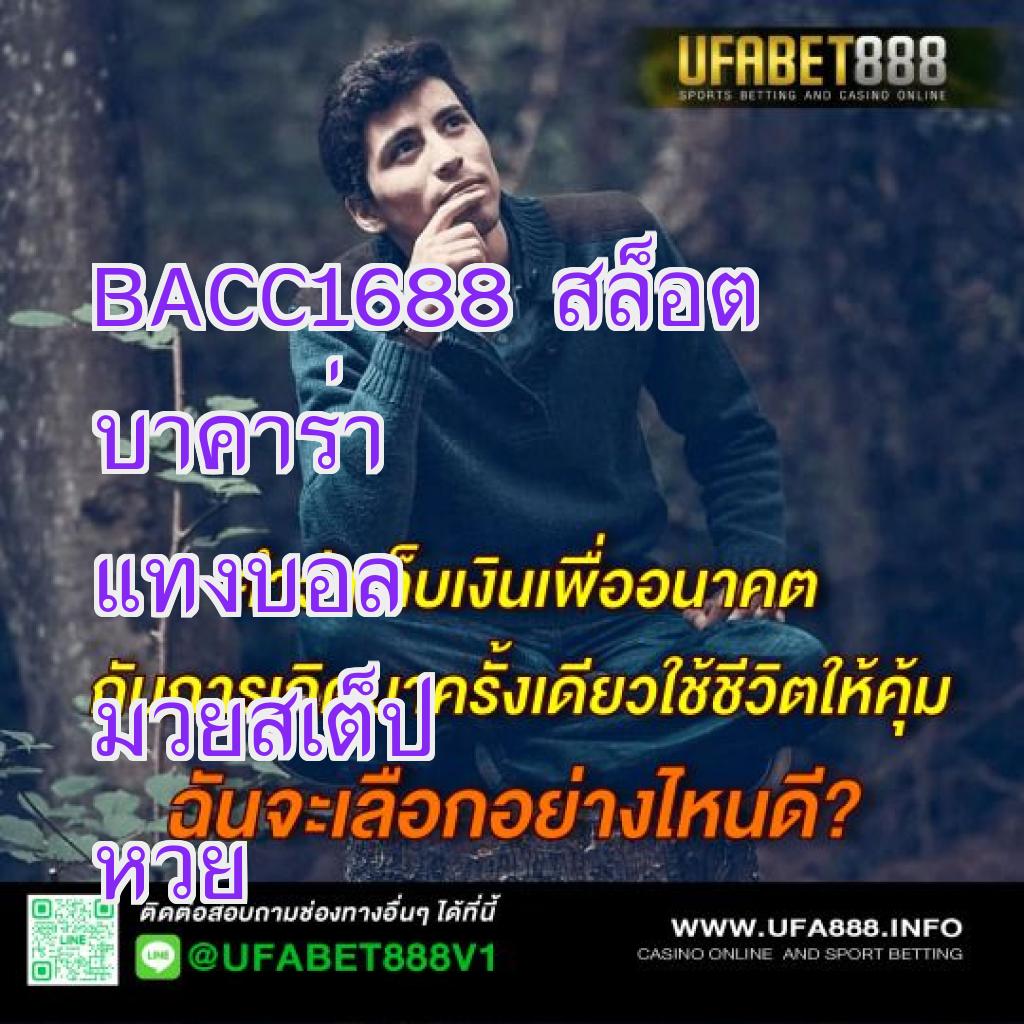 UFABET888
SPORTS BETTING AND CASINO ONLINE
BACC1688 สล็อต
บาคาร่า
แทงบอล
เงินเพื่ออนาคต
มวยสเต็ป
ครั้งเดียวใช้ชีวิตให้คุ้ม
ฉันจะเลือกอย่างไหนดี?
หวย
ติดต่อสอบถามช่องทางอื่นๆ ได้ที่นี้
LINE
LINE
@UFABET888V1
WWW.UFA888.INFO
CASINO ONLINE AND SPORT BETTING